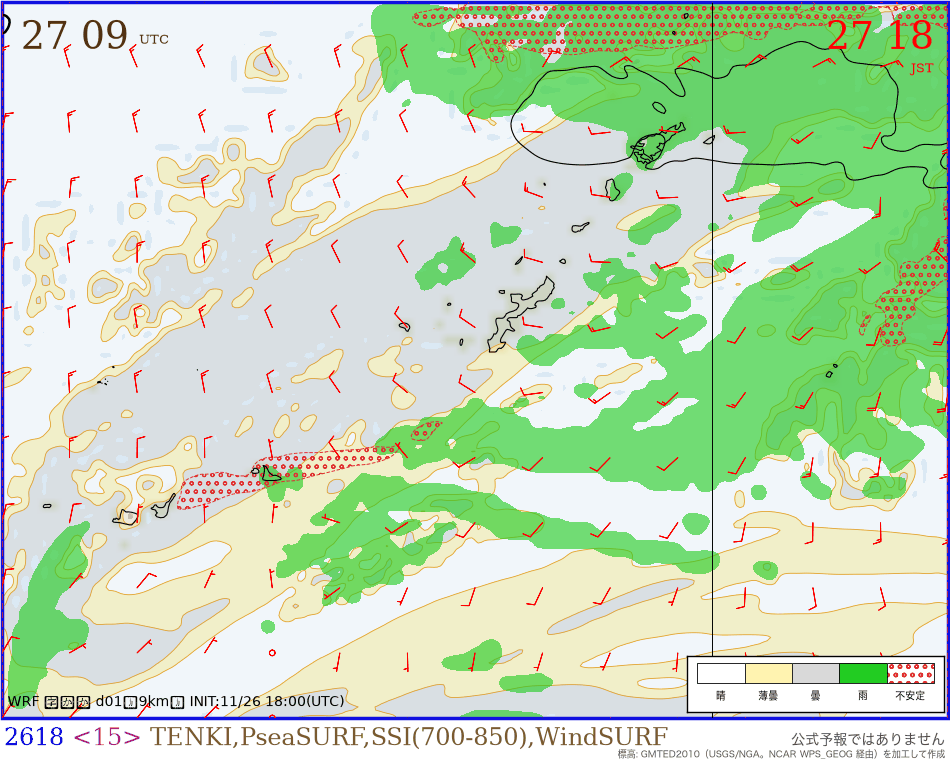 27 09 UTC
27 18
JST
WRF d01 9km INIT:11/26 18:00(UTC)
晴 薄曇 曇 雨 不安定
2618 <15> TENKI,PseaSURF,SSI(700-850),WindSURF
公式予報ではありません
標高: GMTED2010（USGS/NGA。NCAR WPS_GEOG 経由）を加工して作成